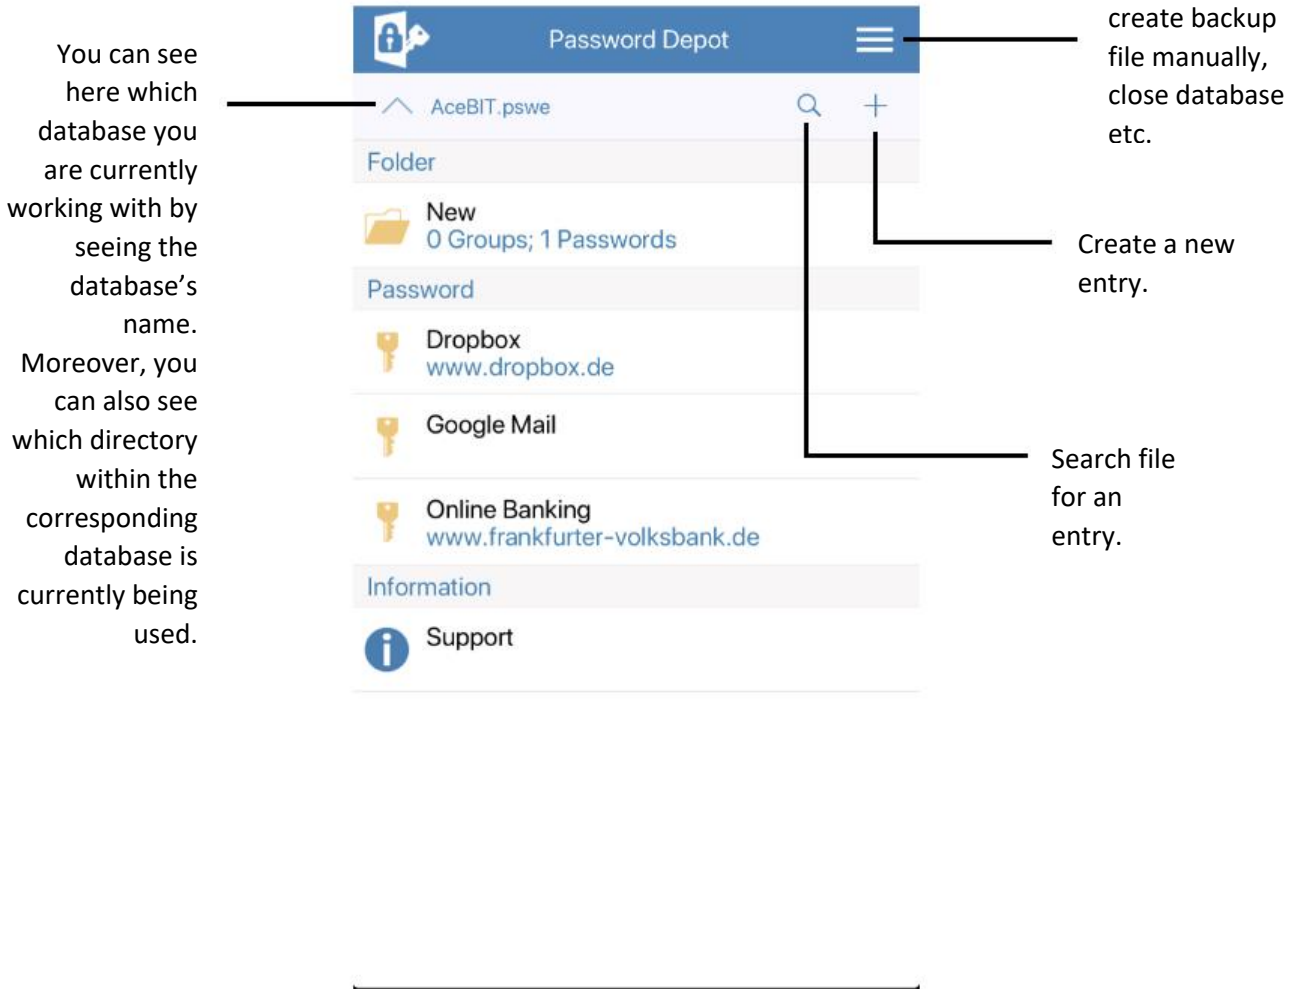 You can see
here which
database you
are currently
working with by
seeing the
database’s
name.
Moreover, you
can also see
which directory
within the
corresponding
database is
currently being
used.
Password Depot
AceBIT.pswe
Folder
New
0 Groups; 1 Passwords
Password
Dropbox
www.dropbox.de
Google Mail
Online Banking
www.frankfurter-volksbank.de
Information
Support
create backup
file manually,
close database
etc.
Create a new
entry.
Search file
for an
entry.